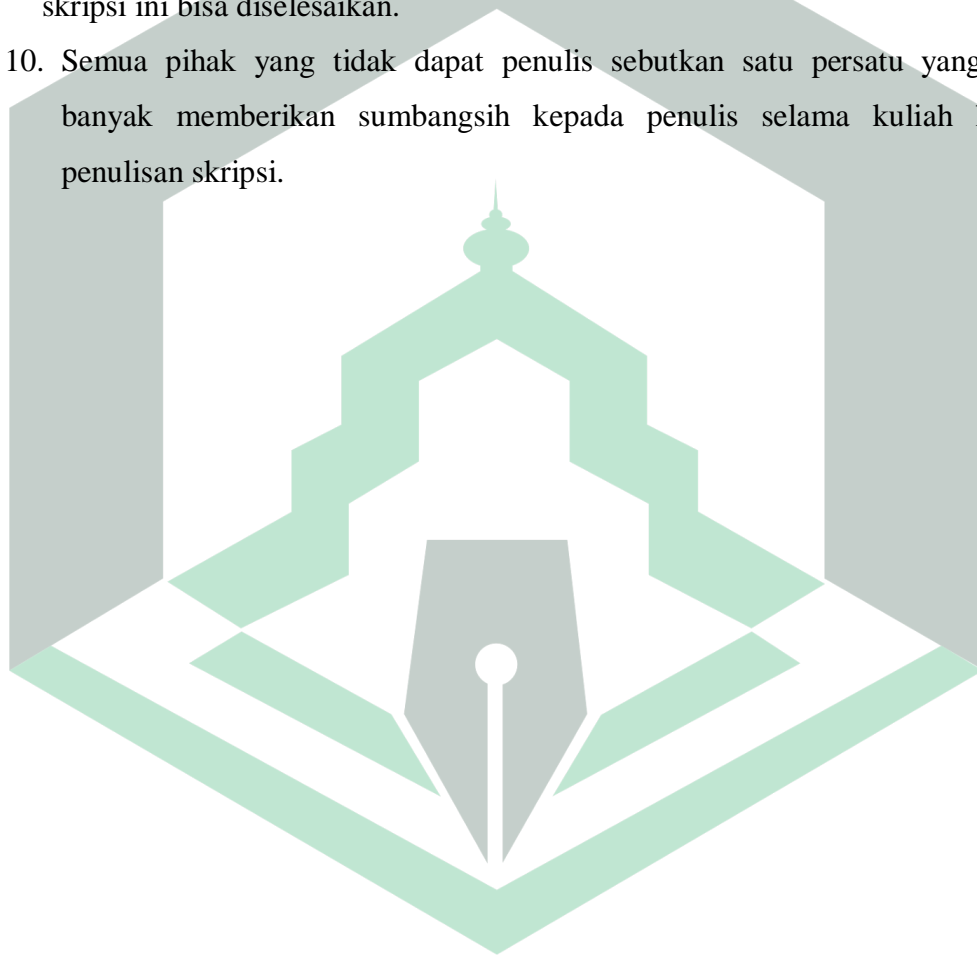 skripsi ini bisa diselesaikan.
10. Semua pihak yang tidak dapat penulis sebutkan satu persatu yang
banyak memberikan sumbangsih kepada penulis selama kuliah
penulisan skripsi.